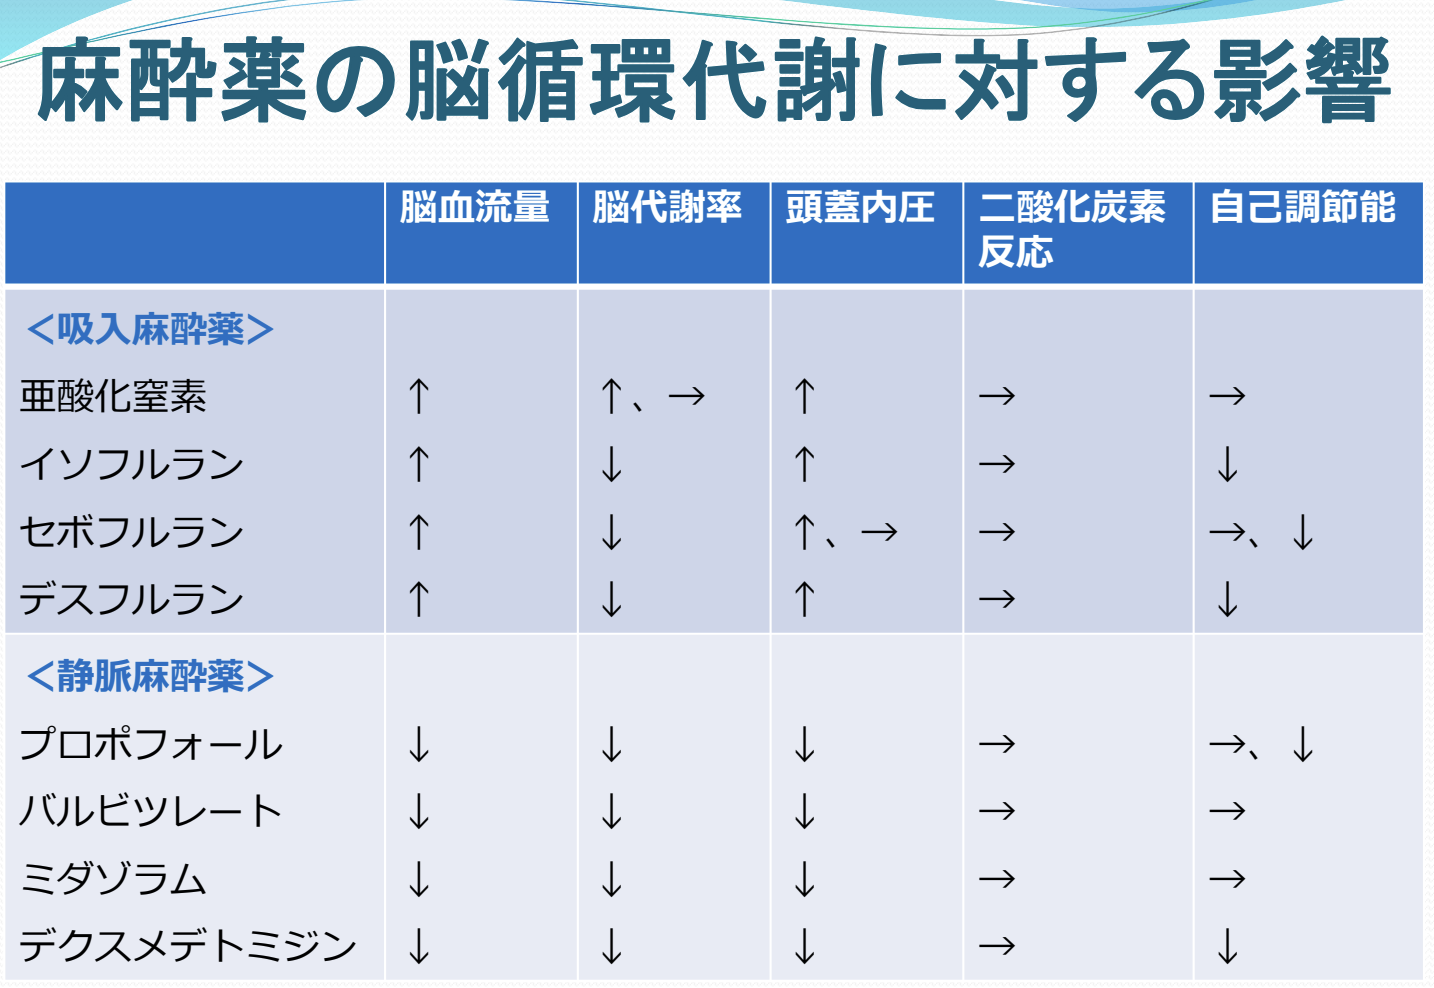 麻酔薬の脳循環代謝に対する影響
脳血流量 脳代謝率 頭蓋内圧 二酸化炭素反応 自己調節能
＜吸入麻酔薬＞
亜酸化窒素 ↑ ↑、→ ↑ → →
イソフルラン ↑ ↓ ↑ → ↓
セボフルラン ↑ ↓ ↑、→ → →、↓
デスフルラン ↑ ↓ ↑ → ↓
＜静脈麻酔薬＞
プロポフォール ↓ ↓ ↓ → →、↓
バルビツレート ↓ ↓ ↓ → →
ミダゾラム ↓ ↓ ↓ → →
デクスメデトミジン ↓ ↓ ↓ → ↓